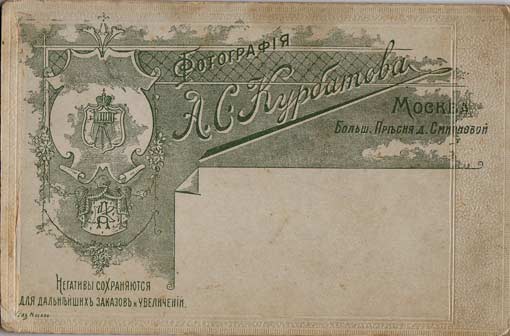 Фотографія
А. С. Курбатова
Москва
Больш. Прѣсня д. Смирновой
Негативы сохраняются
для дальнѣйшихъ заказовъ и увеличеній.